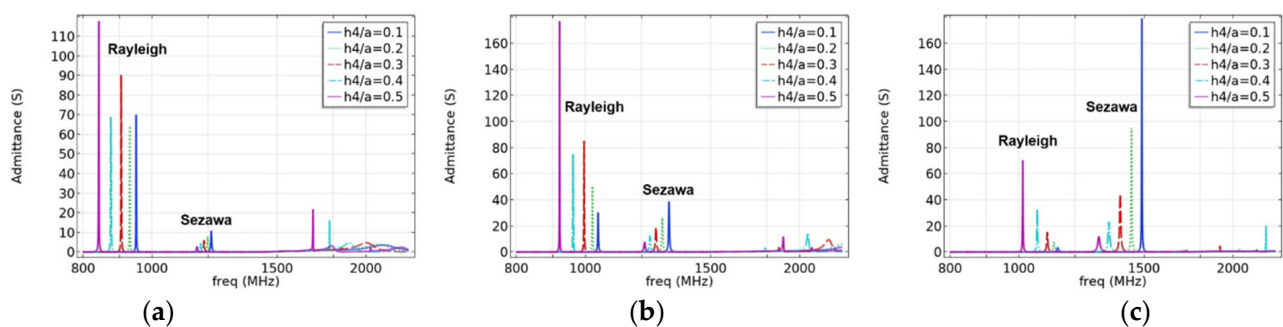 Admittance (S)
110
100
90
80
70
60
50
40
30
20
10
0
Rayleigh
Sezawa
h4/a=0.1
h4/a=0.2
h4/a=0.3
h4/a=0.4
h4/a=0.5
800 1000 1500 2000
freq (MHz)
(a)
Admittance (S)
160
140
120
100
80
60
40
20
0
Rayleigh
Sezawa
h4/a=0.1
h4/a=0.2
h4/a=0.3
h4/a=0.4
h4/a=0.5
800 1000 1500 2000
freq (MHz)
(b)
Admittance (S)
160
140
120
100
80
60
40
20
0
Rayleigh
Sezawa
h4/a=0.1
h4/a=0.2
h4/a=0.3
h4/a=0.4
h4/a=0.5
800 1000 1500 2000
freq (MHz)
(c)